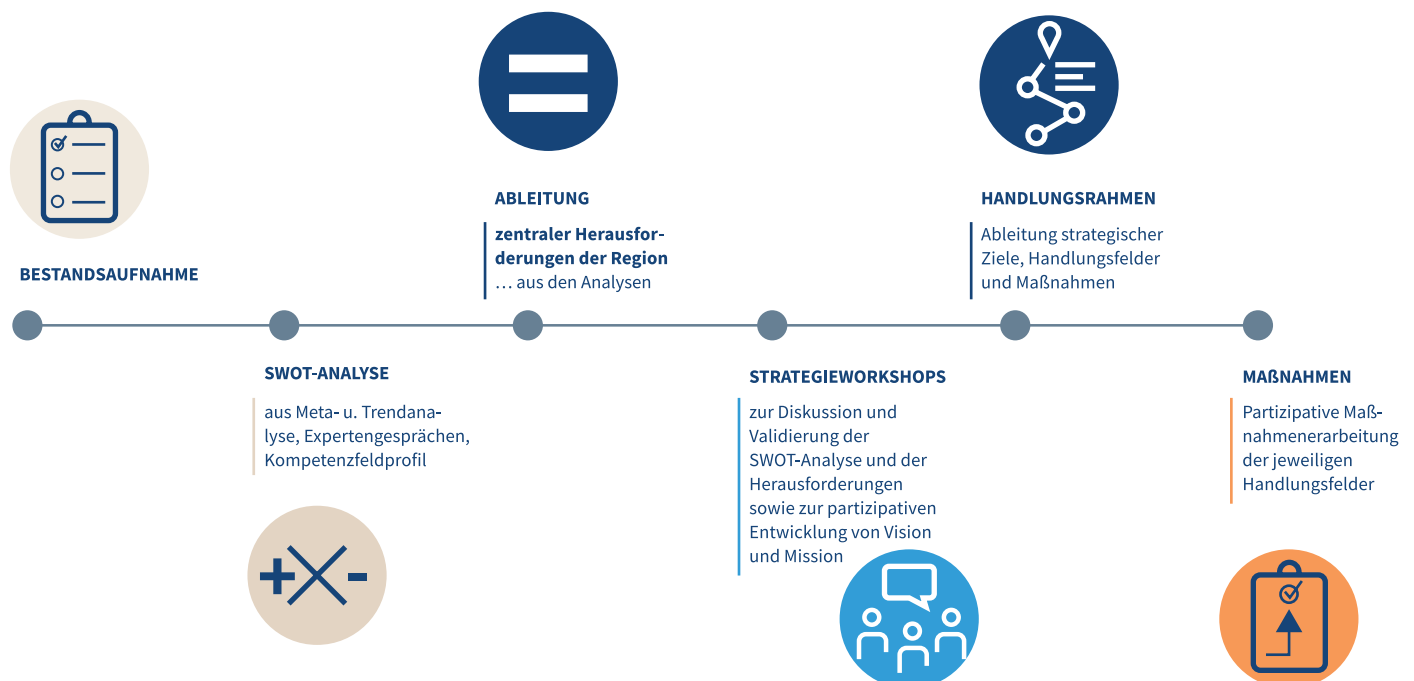 BESTANDSAUFNAHME
SWOT-ANALYSE
aus Meta- u. Trendana-
lyse, Expertengesprächen,
Kompetenzfeldprofil
ABLEITUNG
zentraler Herausfor-
derungen der Region
… aus den Analysen
STRATEGIEWORKSHOPS
zur Diskussion und
Validierung der
SWOT-Analyse und der
Herausforderungen
sowie zur partizipativen
Entwicklung von Vision
und Mission
HANDLUNGSRAHMEN
Ableitung strategischer
Ziele, Handlungsfelder
und Maßnahmen
MAßNAHMEN
Partizipative Maß-
nahmenerarbeitung
der jeweiligen
Handlungsfelder